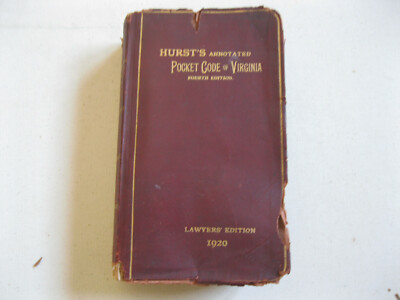 HURST'S ANNOTATED
POCKET CODE OF VIRGINIA
FOURTH EDITION.
LAWYERS' EDITION
1920